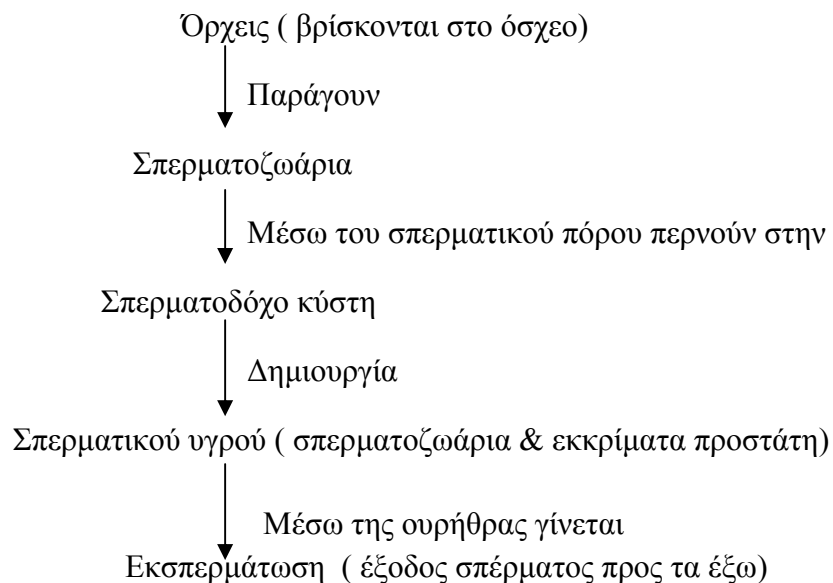 Όρχεις ( βρίσκονται στο όσχεο)
Παράγουν
Σπερματοζωάρια
Μέσω του σπερματικού πόρου περνούν στην
Σπερματοδόχο κύστη
Δημιουργία
Σπερματικού υγρού ( σπερματοζωάρια & εκκρίματα προστάτη)
Μέσω της ουρήθρας γίνεται
Εκσπερμάτωση ( έξοδος σπέρματος προς τα έξω)